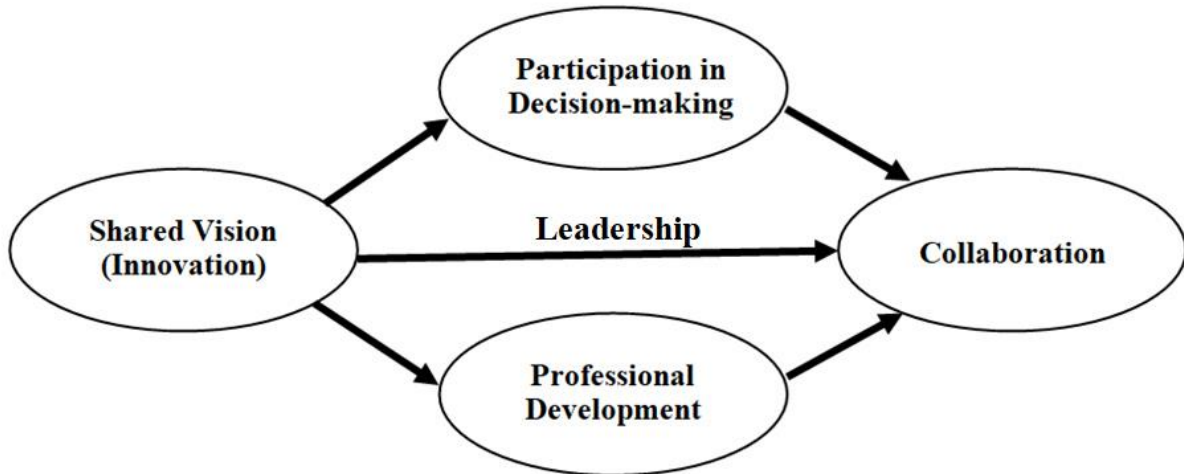 Participation in
Decision-making
Shared Vision
(Innovation)
Leadership
Collaboration
Professional
Development